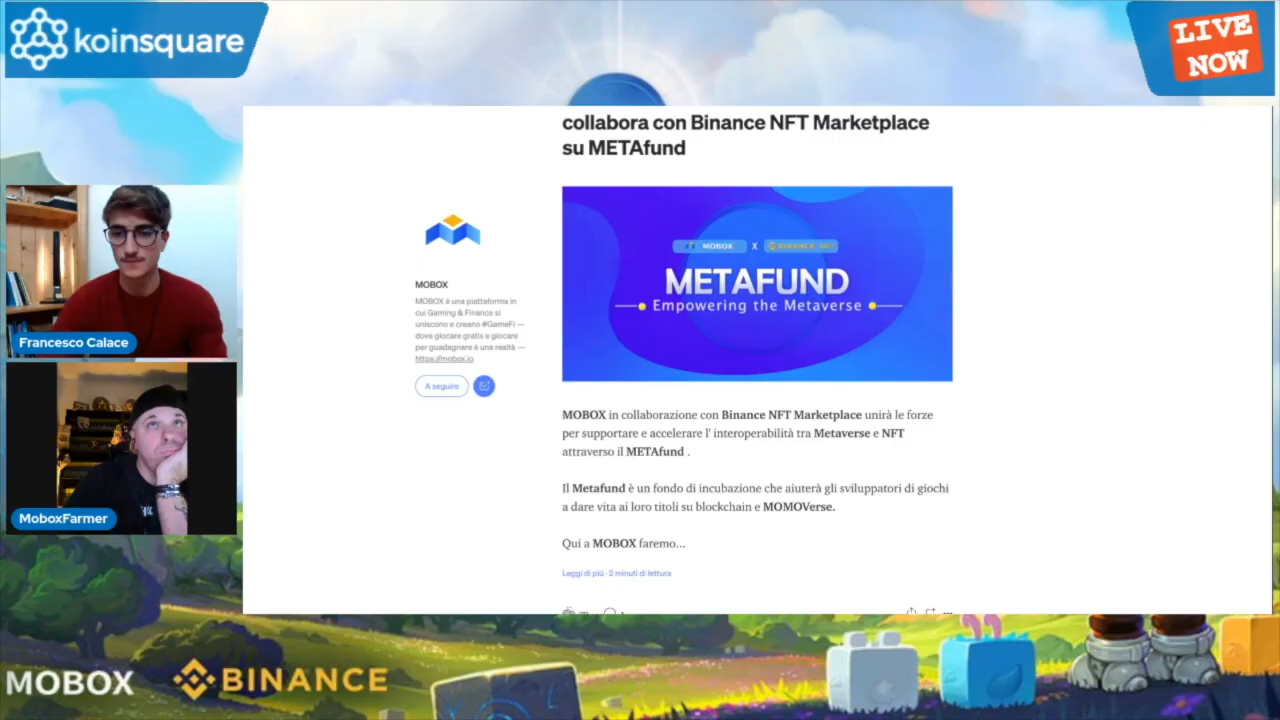 koinsquare
LIVE
NOW
collabora con Binance NFT Marketplace
su METAfund
MOBOX X BINANCE NFT
METAFUND
Empowering the Metaverse
MOBOX
MOBOX è una piattaforma in
cui Gaming & Finance si
uniscono e creano #GameFi —
dove giocare gratis e giocare
per guadagnare è una realtà —
https://mobox.io
A seguire
MOBOX in collaborazione con Binance NFT Marketplace unirà le forze
per supportare e accelerare l' interoperabilità tra Metaverse e NFT
attraverso il METAfund .
Il Metafund è un fondo di incubazione che aiuterà gli sviluppatori di giochi
a dare vita ai loro titoli su blockchain e MOMOVerse.
Qui a MOBOX faremo...
Leggi di più · 2 minuti di lettura
Francesco Calace
MoboxFarmer
MOBOX
BINANCE